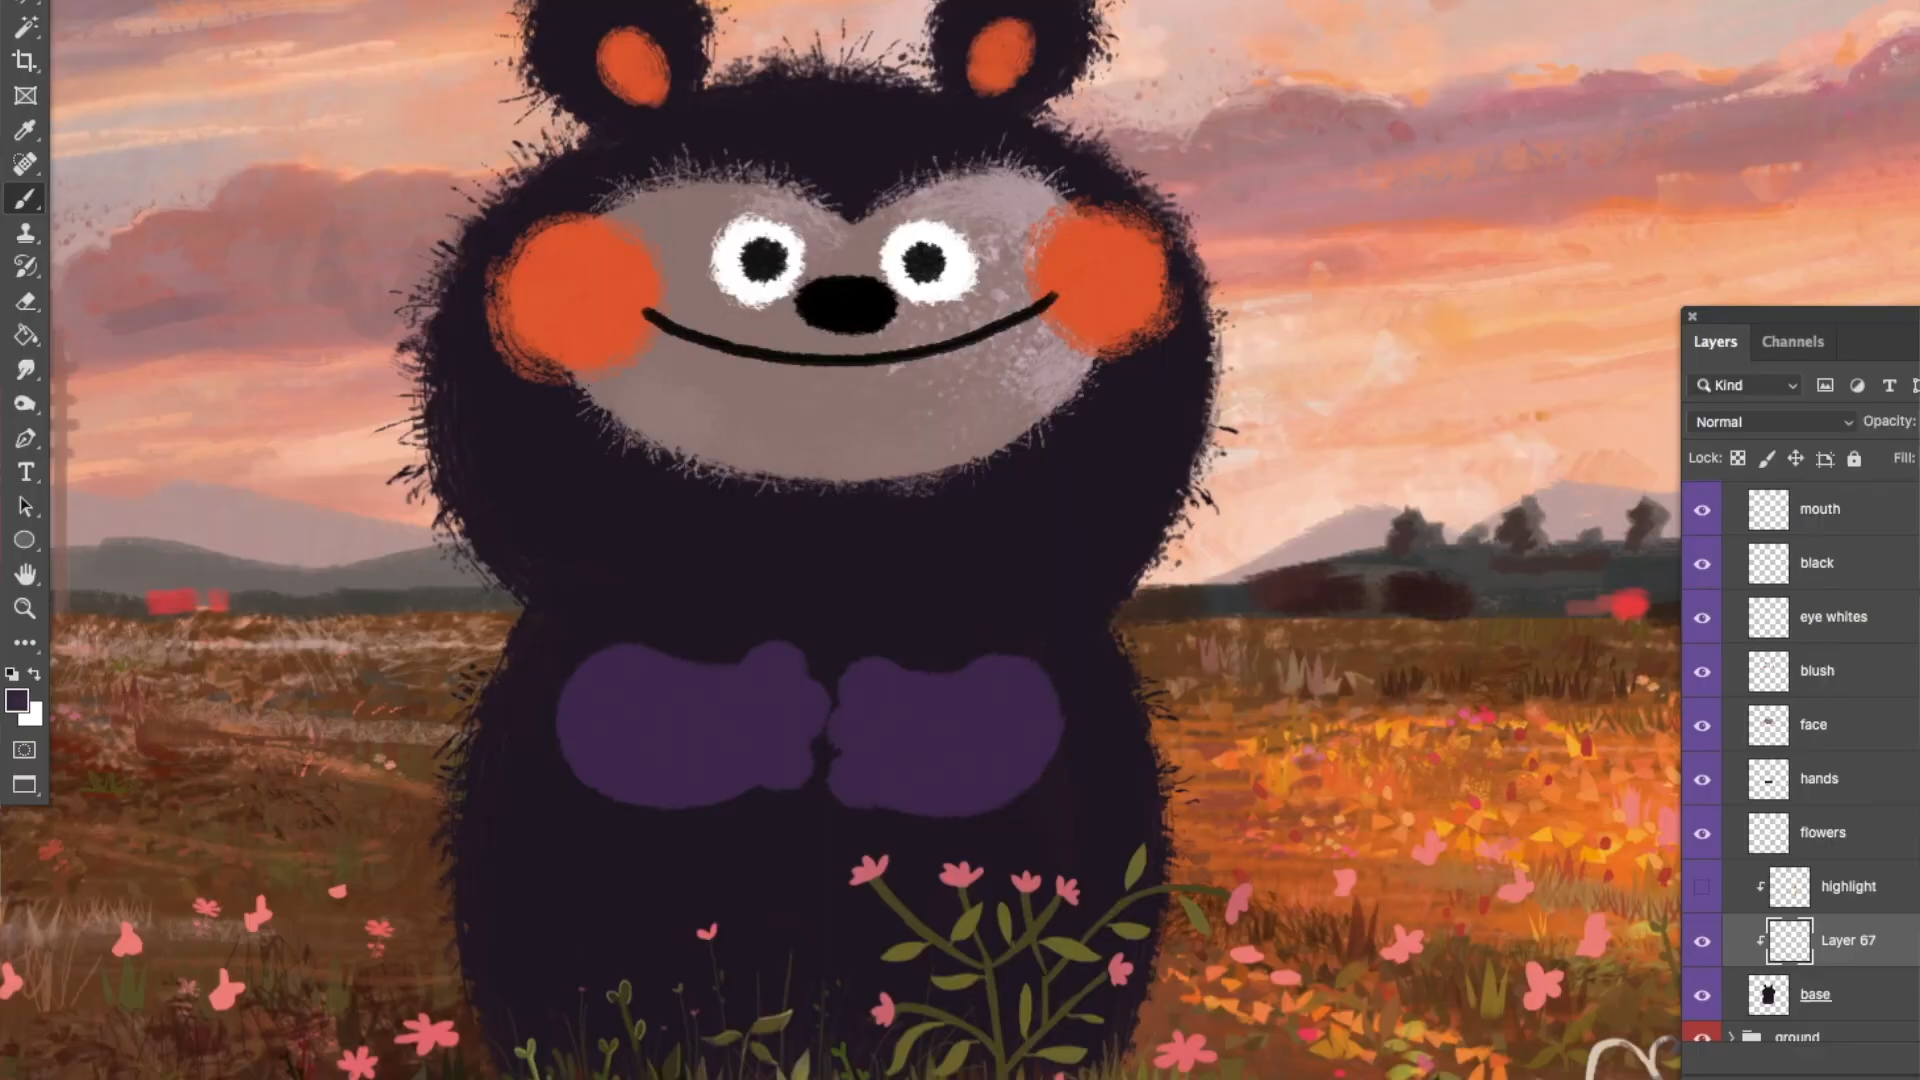 Layers Channels
Kind
Normal Opacity:
Lock: Fill:
mouth
black
eye whites
blush
face
hands
flowers
highlight
Layer 67
base
ground